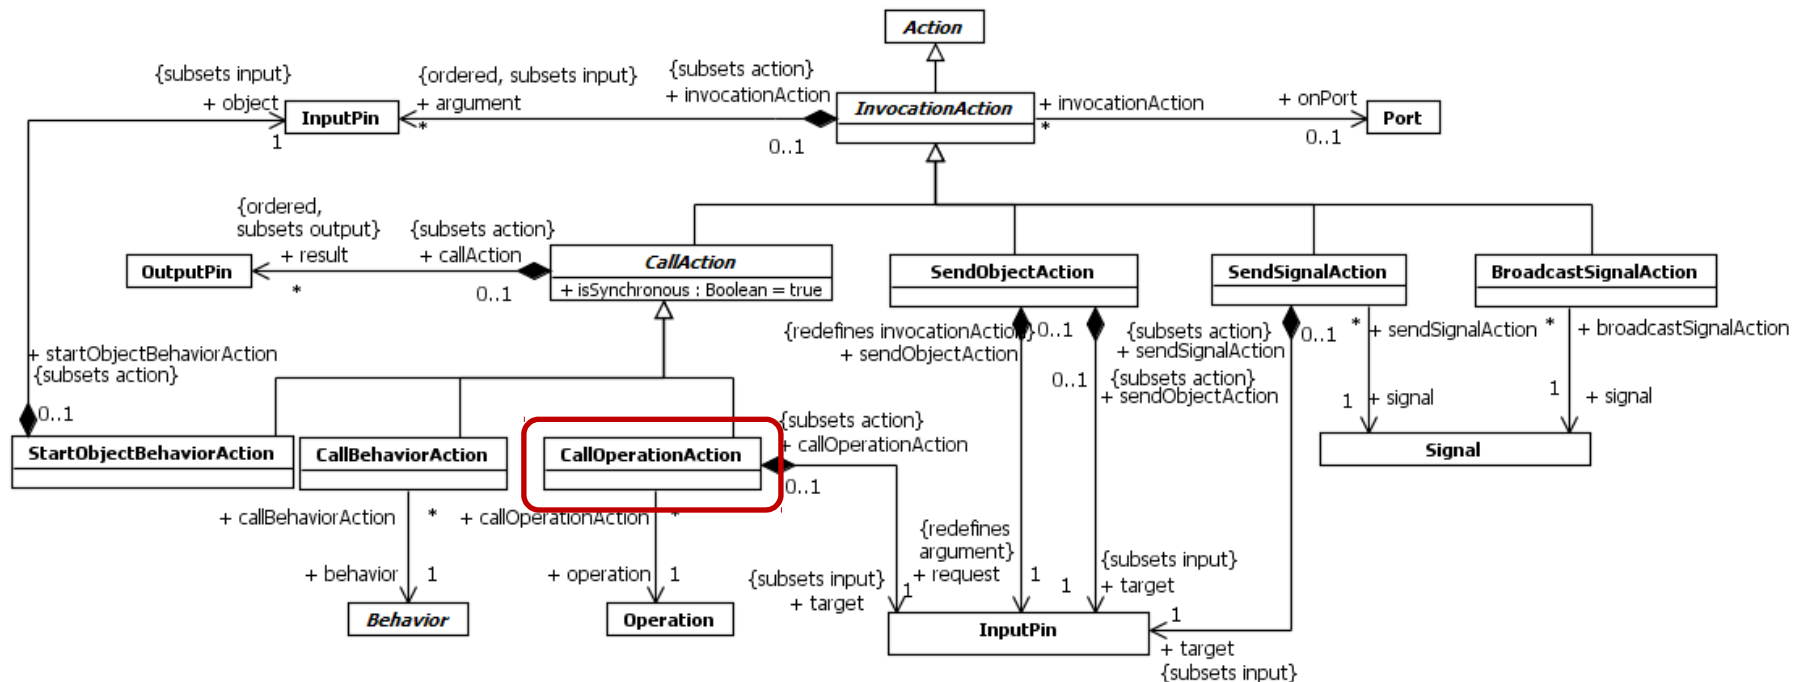 Action
{subsets input}
+ object
1
InputPin
{ordered, subsets input}
+ argument
*
{subsets action}
+ invocationAction
0..1
InvocationAction
+ invocationAction
*
+ onPort
0..1
Port
{ordered,
subsets output}
+ result
*
OutputPin
{subsets action}
+ callAction
0..1
CallAction
+ isSynchronous : Boolean = true
SendObjectAction
SendSignalAction
BroadcastSignalAction
{redefines invocationAction}
0..1
+ sendObjectAction
0..1
{subsets action}
+ sendObjectAction
{subsets action}
0..1
+ sendSignalAction
*
+ sendSignalAction
1
+ signal
*
+ broadcastSignalAction
1
+ signal
Signal
+ startObjectBehaviorAction
{subsets action}
0..1
StartObjectBehaviorAction
CallBehaviorAction
CallOperationAction
{subsets action}
+ callOperationAction
0..1
+ callBehaviorAction
*
+ behavior
1
Behavior
+ callOperationAction
*
+ operation
1
Operation
{subsets input}
+ target
1
{redefines
argument}
+ request
1
{subsets input}
+ target
1
InputPin
1
+ target
{subsets input}